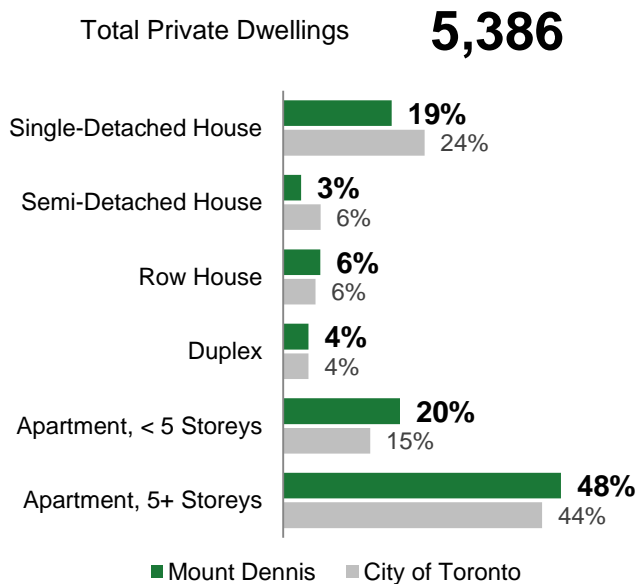 Total Private Dwellings 5,386
Single-Detached House 19%
24%
Semi-Detached House 3%
6%
Row House 6%
6%
Duplex 4%
4%
Apartment, < 5 Storeys 20%
15%
Apartment, 5+ Storeys 48%
44%
Mount Dennis City of Toronto